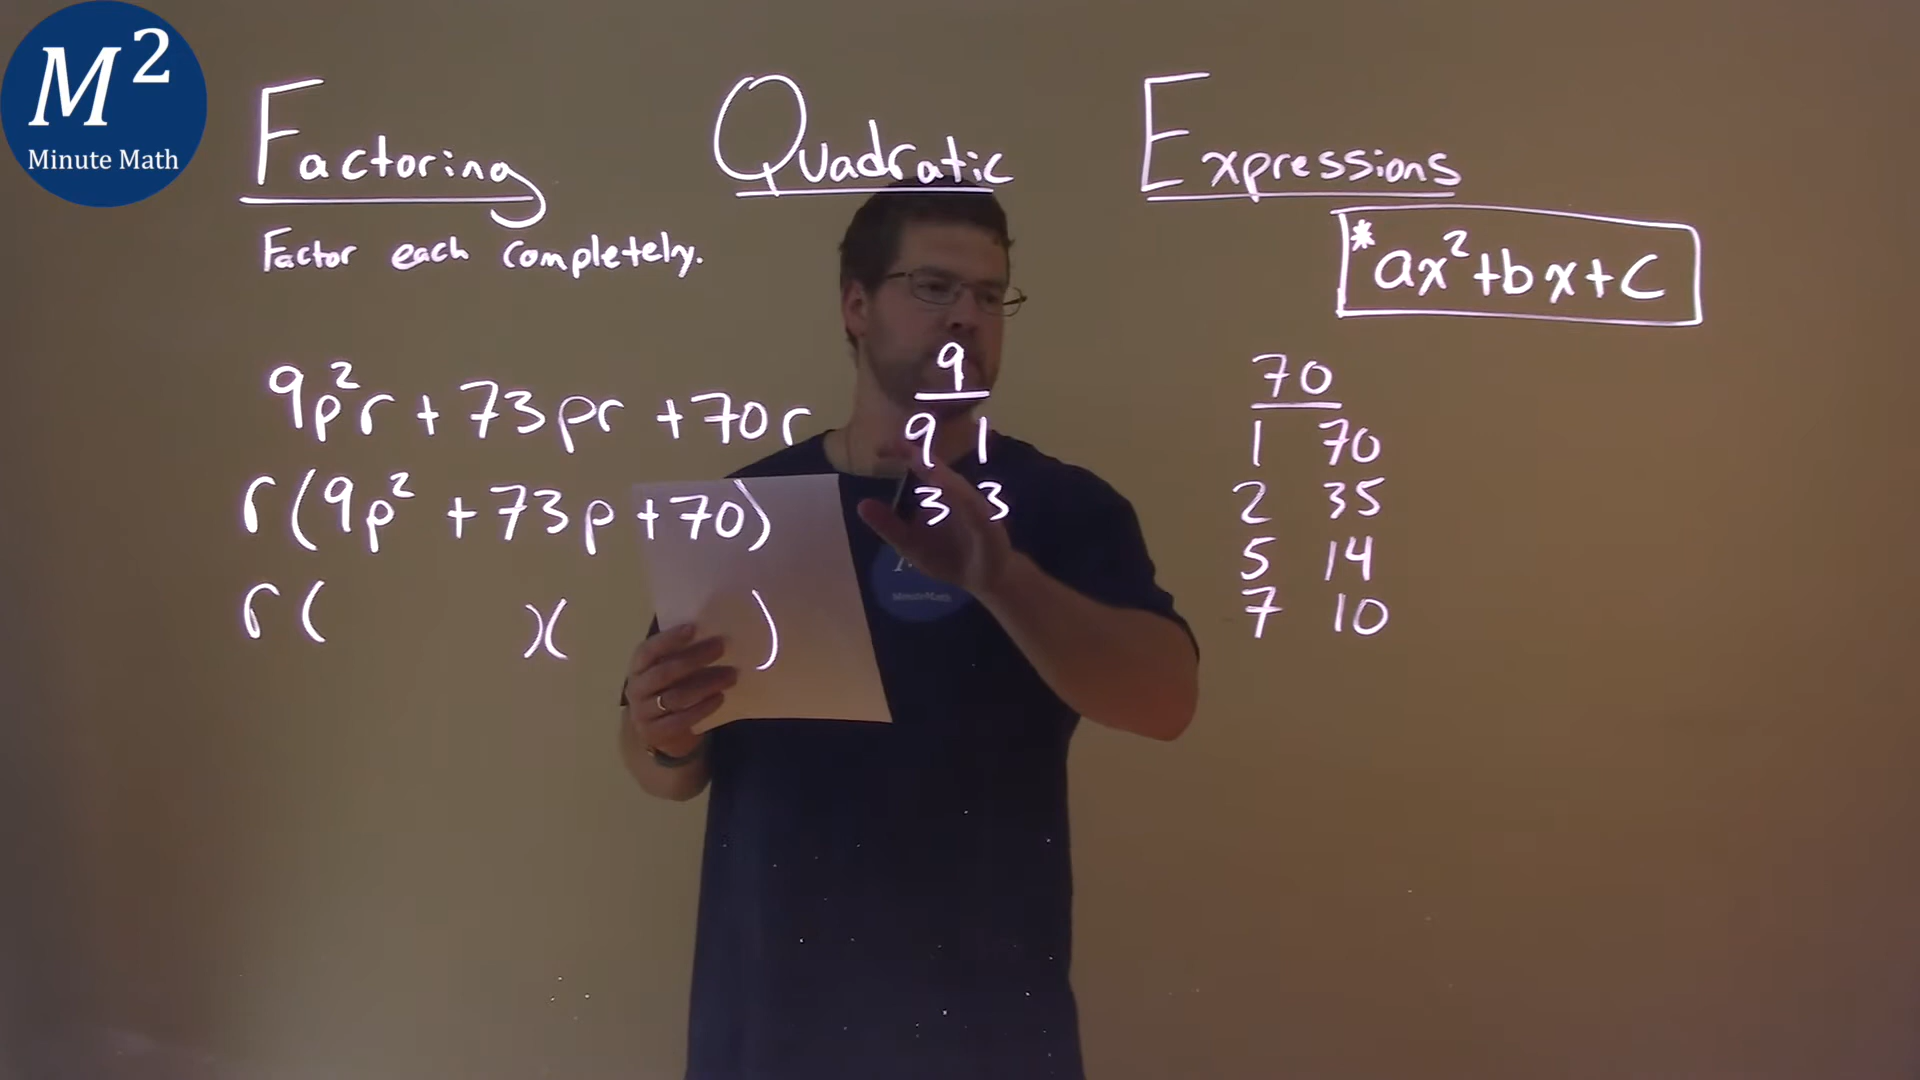 M²
Minute Math
Factoring Quadratic Expressions
Factor each completely.
*ax²+bx+c
9p²r + 73pr + 70r
r(9p² + 73p + 70)
r( )( )
9
9 1
3 3
70
1 70
2 35
5 14
7 10
MinuteMath